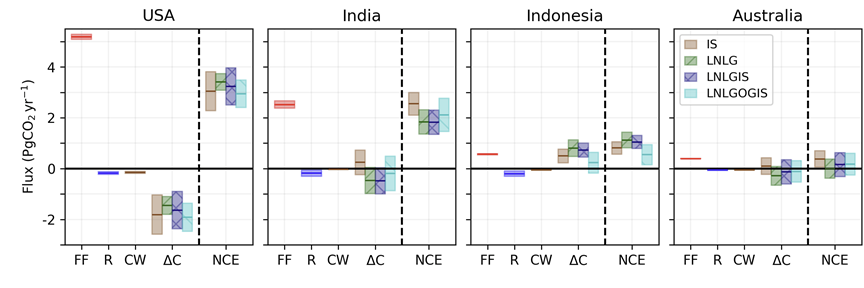 USA
India
Indonesia
Australia
Flux (PgCO₂ yr⁻¹)
4
2
0
-2
IS
LNLG
LNLGIS
LNLGOGIS
FF R CW ΔC NCE
FF R CW ΔC NCE
FF R CW ΔC NCE
FF R CW ΔC NCE